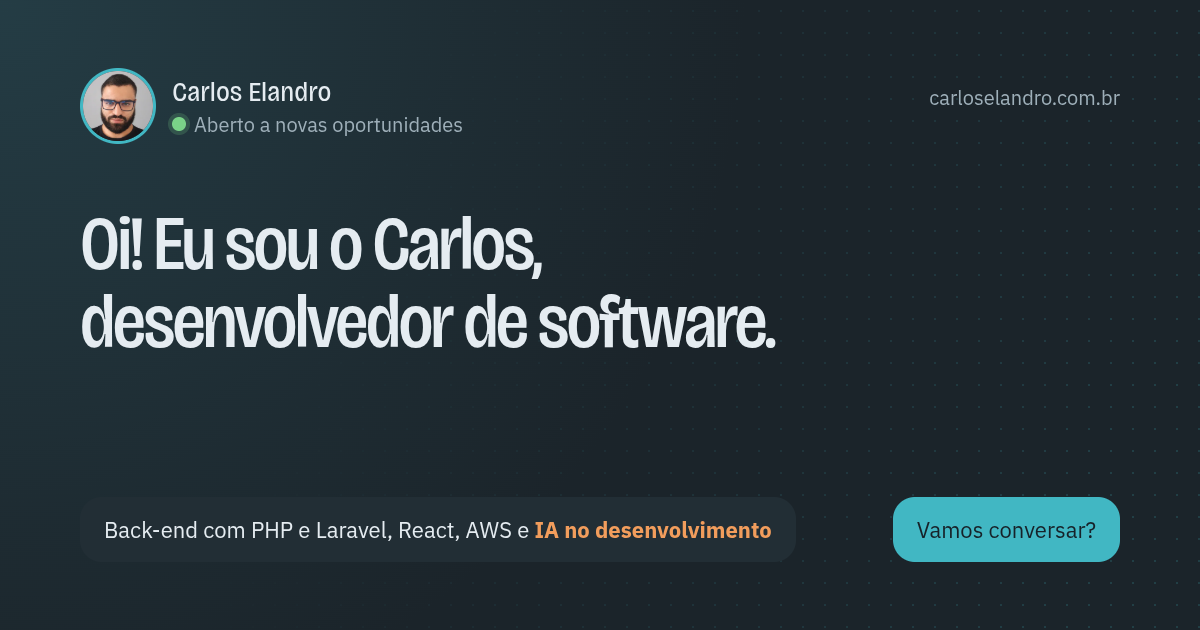 Carlos Elandro
Aberto a novas oportunidades
carloselandro.com.br
Oi! Eu sou o Carlos,
desenvolvedor de software.
Back-end com PHP e Laravel, React, AWS e IA no desenvolvimento
Vamos conversar?